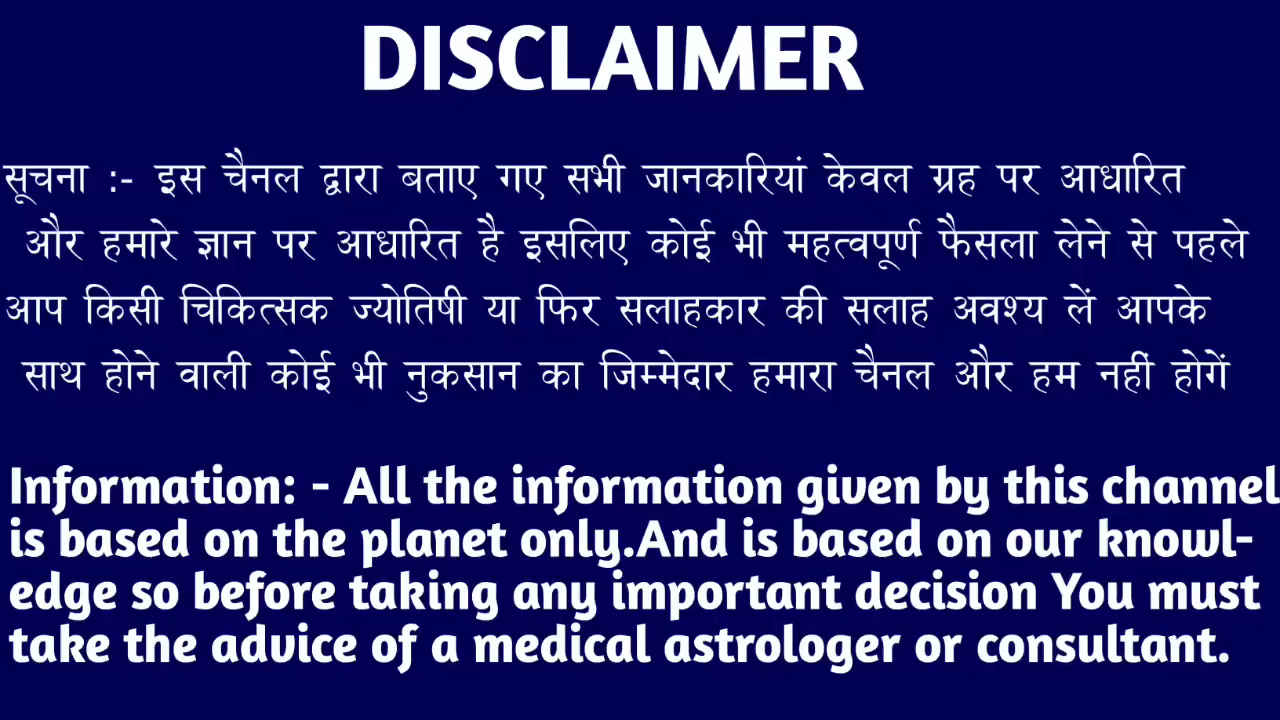 DISCLAIMER
सूचना :- इस चैनल द्वारा बताए गए सभी जानकारियां केवल ग्रह पर आधारित
और हमारे ज्ञान पर आधारित है इसलिए कोई भी महत्वपूर्ण फैसला लेने से पहले
आप किसी चिकित्सक ज्योतिषी या फिर सलाहकार की सलाह अवश्य लें आपके
साथ होने वाली कोई भी नुकसान का जिम्मेदार हमारा चैनल और हम नहीं होगें
Information: - All the information given by this channel
is based on the planet only.And is based on our knowl-
edge so before taking any important decision You must
take the advice of a medical astrologer or consultant.